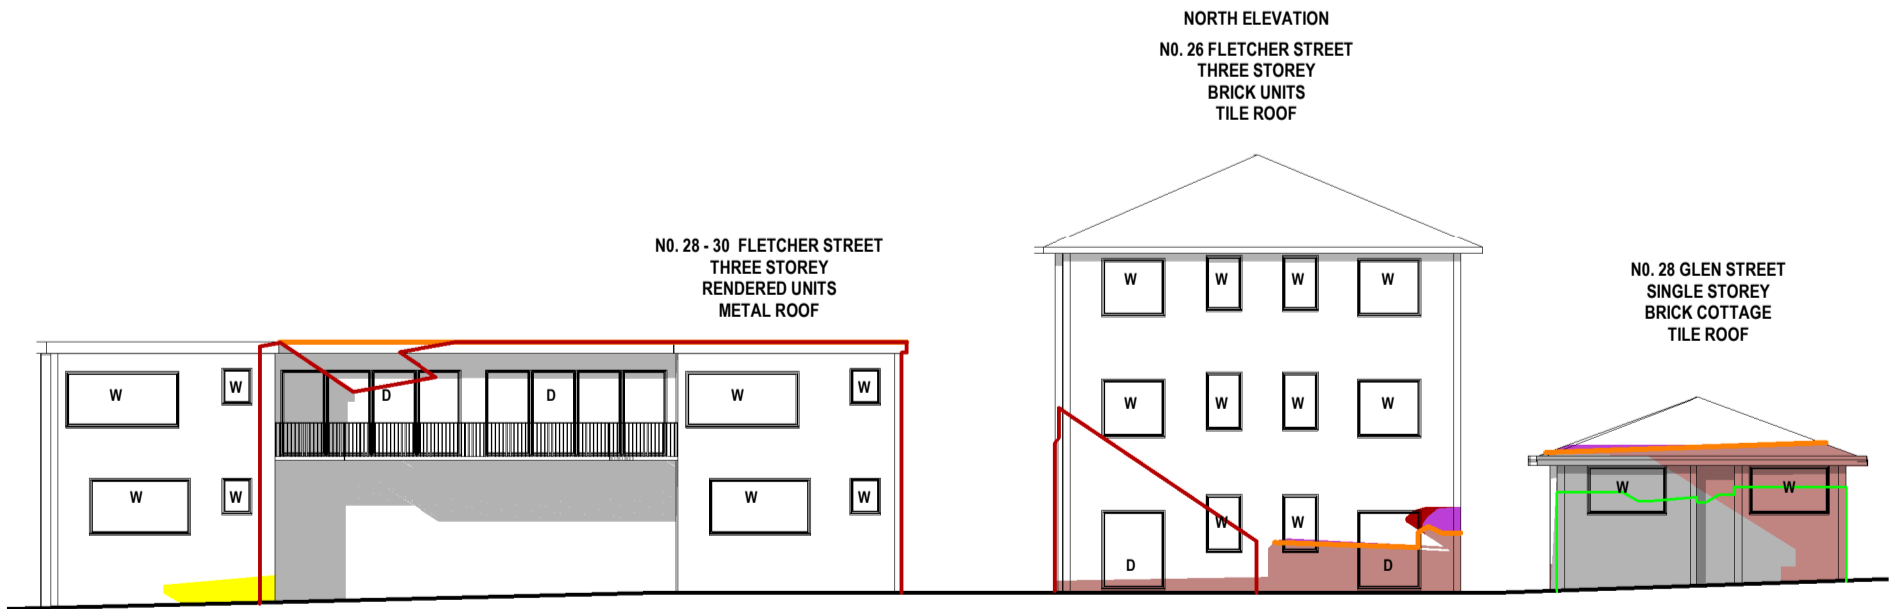 NORTH ELEVATION
N0. 26 FLETCHER STREET
THREE STOREY
BRICK UNITS
TILE ROOF
N0. 28 - 30 FLETCHER STREET
THREE STOREY
RENDERED UNITS
METAL ROOF
N0. 28 GLEN STREET
SINGLE STOREY
BRICK COTTAGE
TILE ROOF
W W D D W W
W W W W
W W W W
W W W W
D W W D
W W